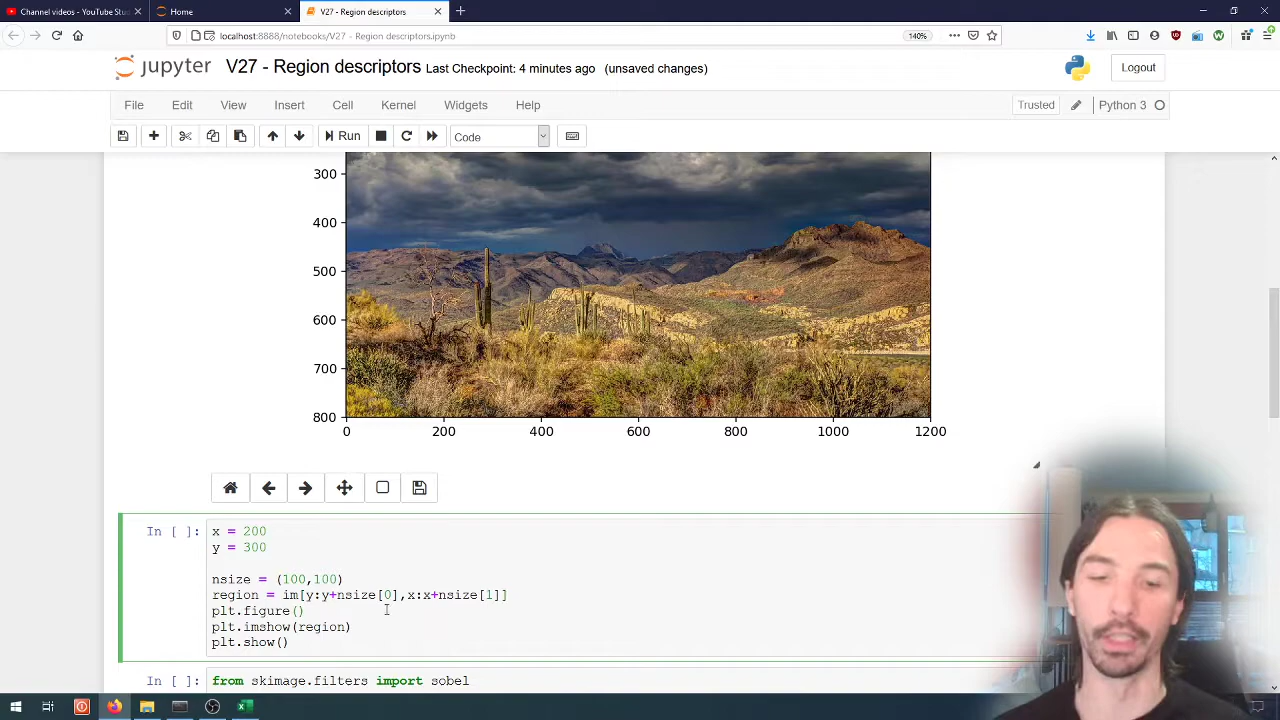 Channel videos - YouTube Stu
Home
V27 - Region descriptors
localhost:8888/notebooks/V27 - Region descriptors.ipynb
140%
jupyter
V27 - Region descriptors Last Checkpoint: 4 minutes ago (unsaved changes)
Logout
File Edit View Insert Cell Kernel Widgets Help
Trusted
Python 3
Run
Code
300
400
500
600
700
800
0 200 400 600 800 1000 1200
In [ ]:
x = 200
y = 300
nsize = (100,100)
region = im[y:y+nsize[0],x:x+nsize[1]]
plt.figure()
plt.imshow(region)
plt.show()
In [ ]:
from skimage.filters import sobel